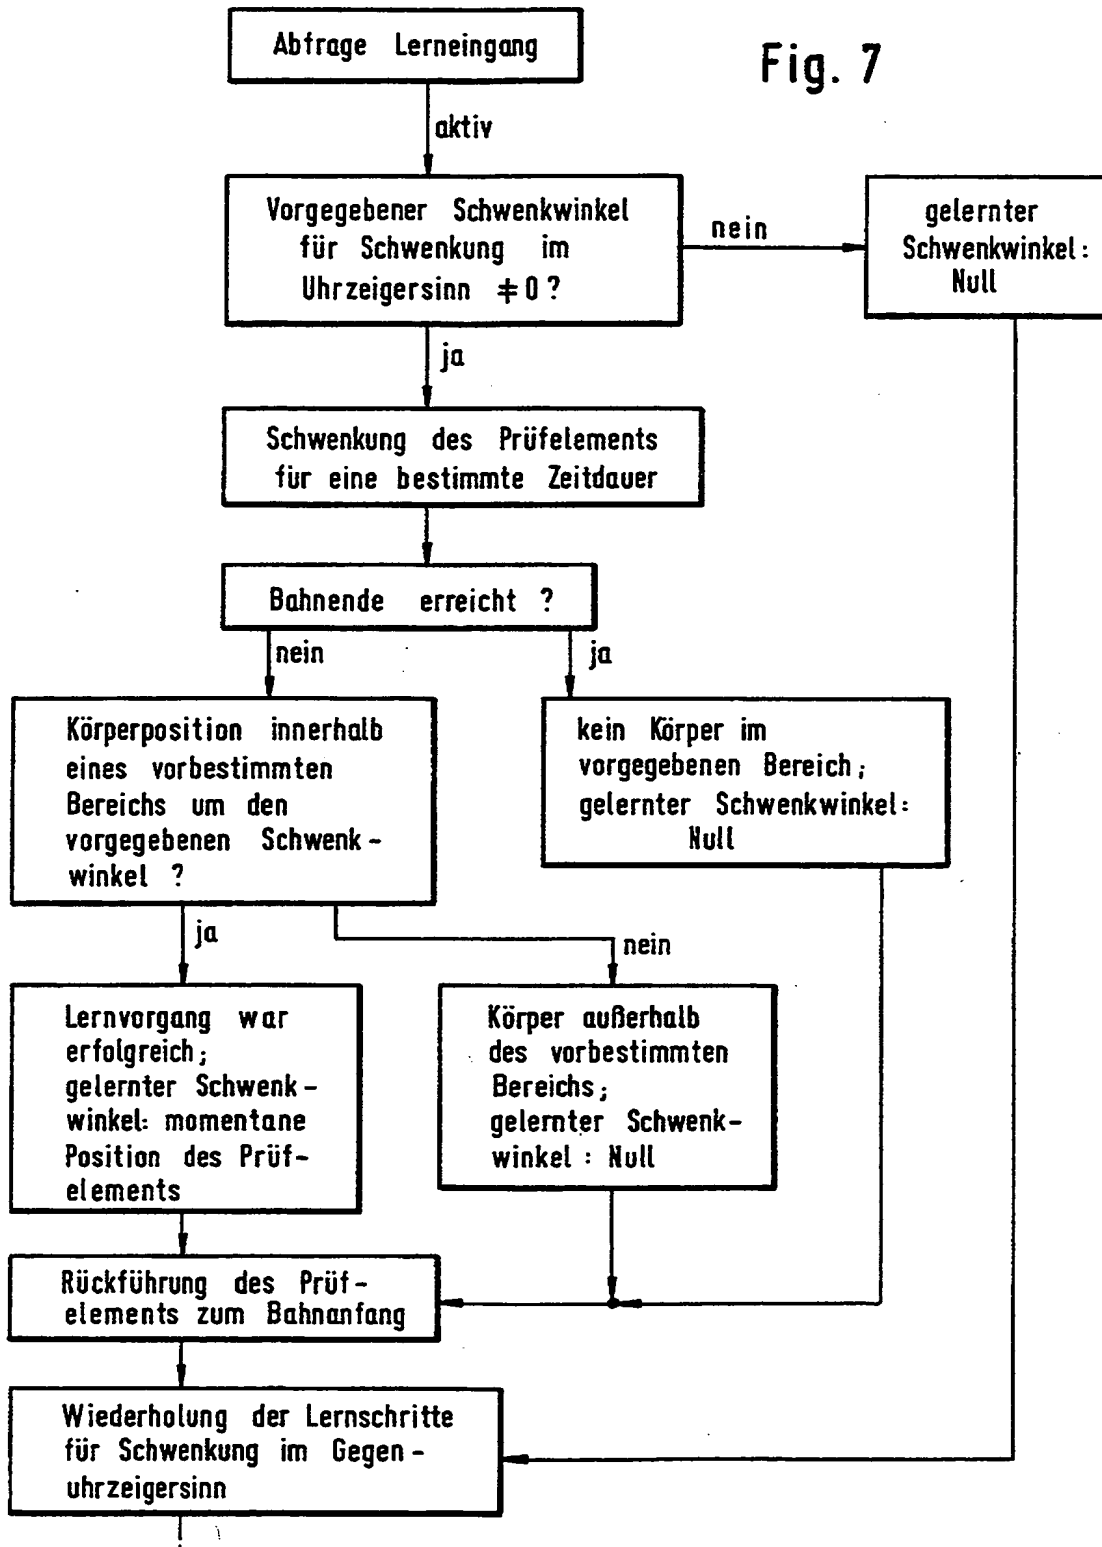 Abfrage Lerneingang
Fig. 7
aktiv
Vorgegebener Schwenkwinkel
für Schwenkung im
Uhrzeigersinn ≠ 0 ?
nein
gelernter
Schwenkwinkel:
Null
ja
Schwenkung des Prüfelements
für eine bestimmte Zeitdauer
Bahnende erreicht ?
nein
ja
Körperposition innerhalb
eines vorbestimmten
Bereichs um den
vorgegebenen Schwenk-
winkel ?
kein Körper im
vorgegebenen Bereich;
gelernter Schwenkwinkel:
Null
ja
nein
Lernvorgang war
erfolgreich;
gelernter Schwenk-
winkel: momentane
Position des Prüf-
elements
Körper außerhalb
des vorbestimmten
Bereichs;
gelernter Schwenk-
winkel : Null
Rückführung des Prüf-
elements zum Bahnanfang
Wiederholung der Lernschritte
für Schwenkung im Gegen-
uhrzeigersinn